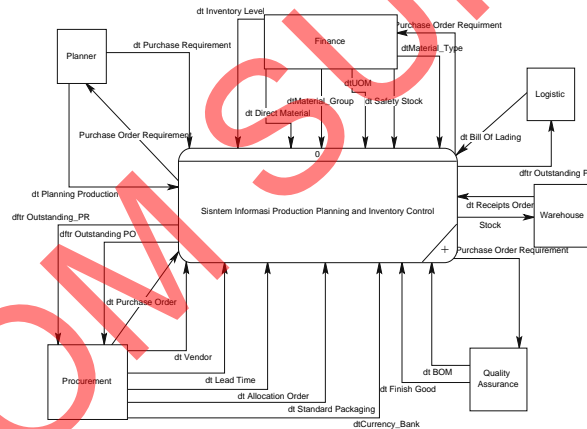 dt Inventory Level
Purchase Order Requirment
Finance
Planner
dt Purchase Requirement
dtMaterial_Type
dtUOM
Logistic
dtMaterial_Group
dt Safety Stock
dt Direct Material
Purchase Order Requirement
dt Bill Of Lading
0
dftr Outstanding P
dt Planning Production
dt Receipts Order
Sisntem Informasi Production Planning and Inventory Control
Warehouse
dftr Outstanding_PR
Stock
dftr Outstanding PO
Purchase Order Requirement
+
dt Purchase Order
dt Vendor
dt BOM
Procurement
dt Lead Time
Quality
Assurance
dt Finish Good
dt Allocation Order
dt Standard Packaging
dtCurrency_Bank